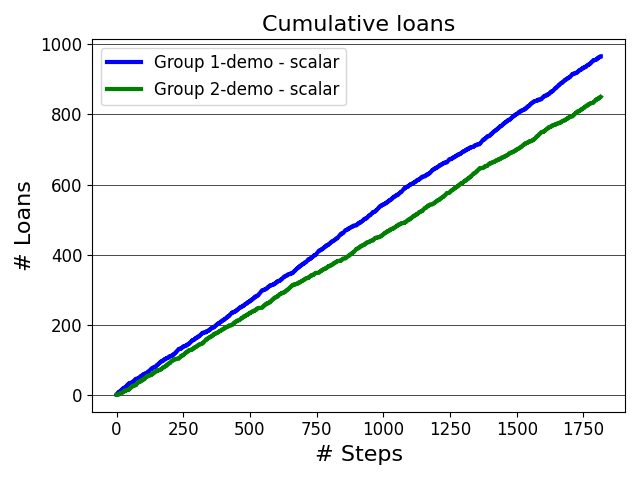 Cumulative loans
1000
800
600
400
200
0
# Loans
Group 1-demo - scalar
Group 2-demo - scalar
0 250 500 750 1000 1250 1500 1750
# Steps